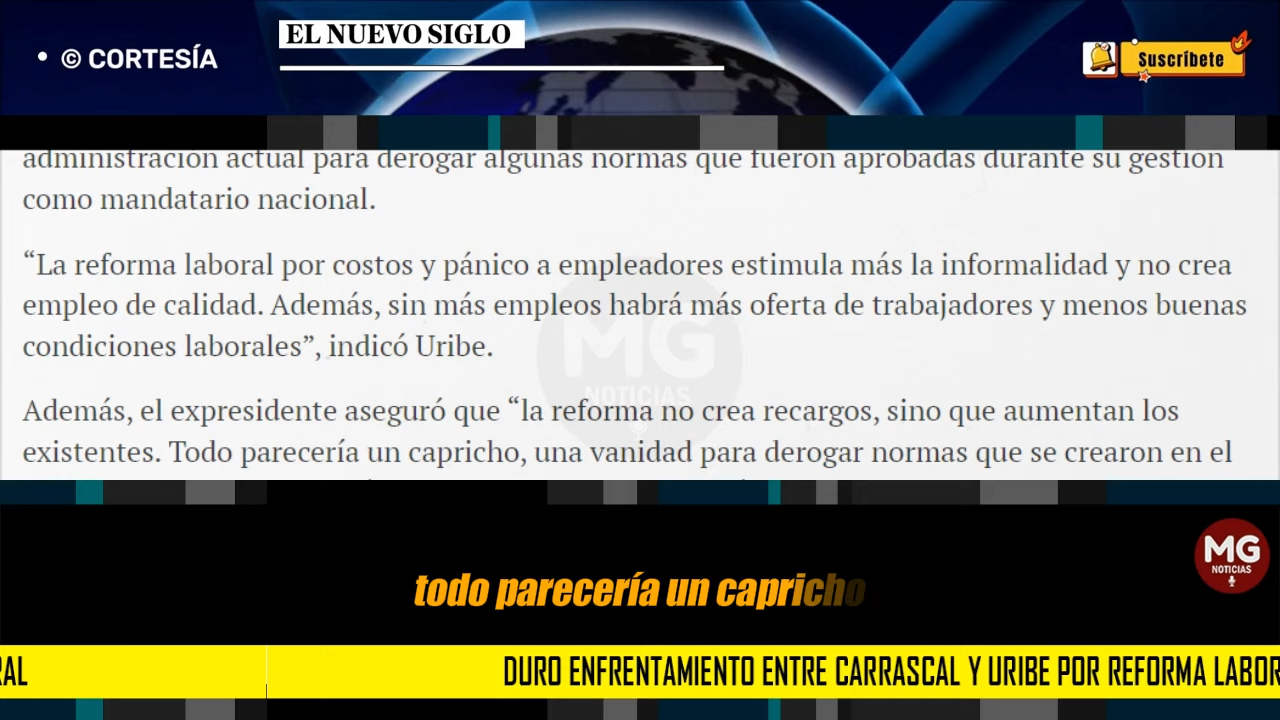 © CORTESÍA
EL NUEVO SIGLO
Suscríbete
administración actual para derogar algunas normas que fueron aprobadas durante su gestión
como mandatario nacional.
“La reforma laboral por costos y pánico a empleadores estimula más la informalidad y no crea
empleo de calidad. Además, sin más empleos habrá más oferta de trabajadores y menos buenas
condiciones laborales”, indicó Uribe.
MG
NOTICIAS
Además, el expresidente aseguró que “la reforma no crea recargos, sino que aumentan los
existentes. Todo parecería un capricho, una vanidad para derogar normas que se crearon en el
MG
NOTICIAS
todo parecería un capricho
RAL
DURO ENFRENTAMIENTO ENTRE CARRASCAL Y URIBE POR REFORMA LABOR